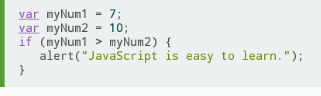 var myNum1 = 7;
var myNum2 = 10;
if (myNum1 > myNum2) {
   alert("JavaScript is easy to learn.");
}